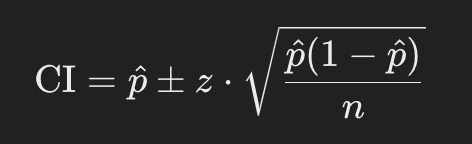 CI = p̂ ± z · √(p̂(1 − p̂)/n)